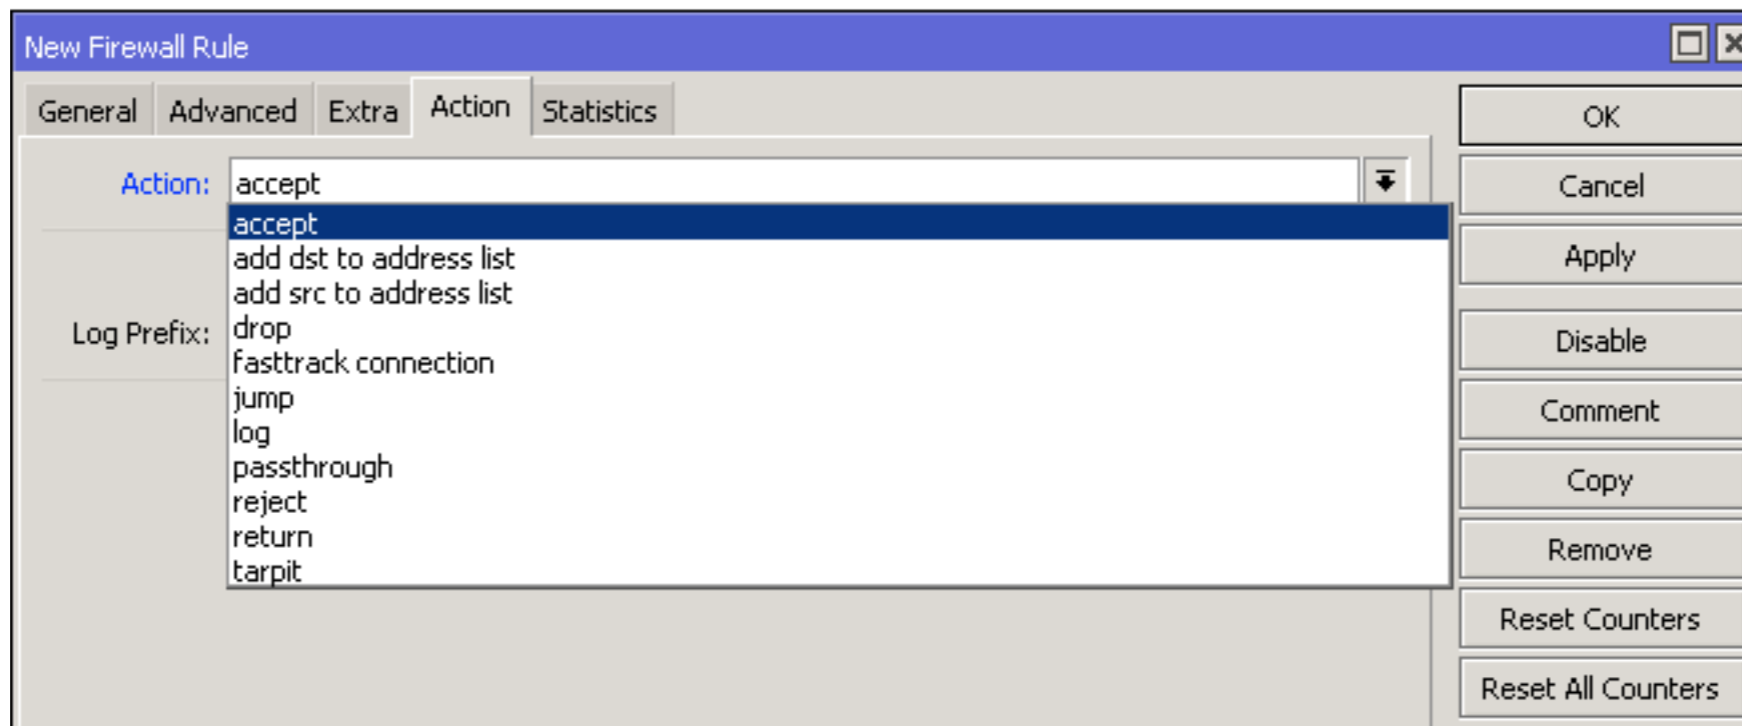 New Firewall Rule
General Advanced Extra Action Statistics
Action: accept
accept
add dst to address list
add src to address list
Log Prefix: drop
fasttrack connection
jump
log
passthrough
reject
return
tarpit
OK
Cancel
Apply
Disable
Comment
Copy
Remove
Reset Counters
Reset All Counters